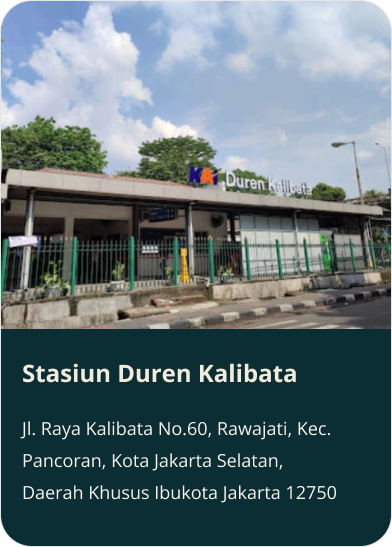 KAI Duren Kalibata
Stasiun Duren Kalibata
Jl. Raya Kalibata No.60, Rawajati, Kec.
Pancoran, Kota Jakarta Selatan,
Daerah Khusus Ibukota Jakarta 12750